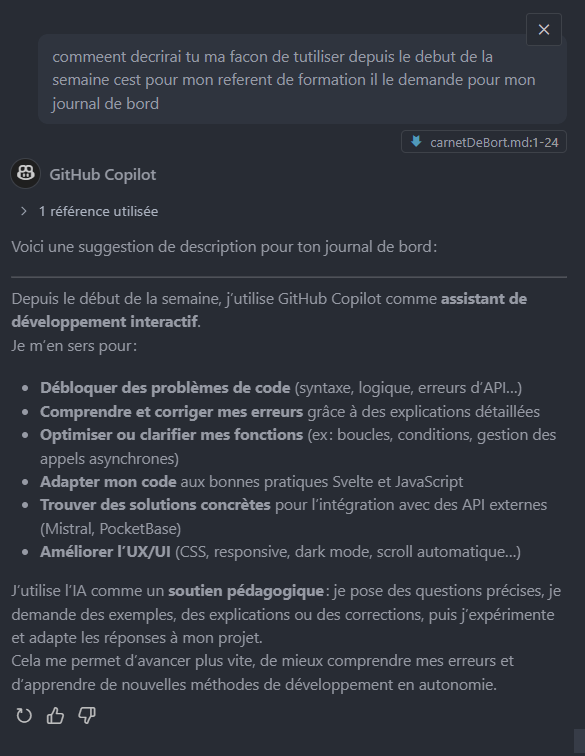 commeent decrirai tu ma facon de tutiliser depuis le debut de la
semaine cest pour mon referent de formation il le demande pour mon
journal de bord
carnetDeBort.md:1-24
GitHub Copilot
1 référence utilisée
Voici une suggestion de description pour ton journal de bord :
Depuis le début de la semaine, j’utilise GitHub Copilot comme assistant de
développement interactif.
Je m’en sers pour :
• Débloquer des problèmes de code (syntaxe, logique, erreurs d’API…)
• Comprendre et corriger mes erreurs grâce à des explications détaillées
• Optimiser ou clarifier mes fonctions (ex : boucles, conditions, gestion des
appels asynchrones)
• Adapter mon code aux bonnes pratiques Svelte et JavaScript
• Trouver des solutions concrètes pour l’intégration avec des API externes
(Mistral, PocketBase)
• Améliorer l’UX/UI (CSS, responsive, dark mode, scroll automatique…)
J’utilise l’IA comme un soutien pédagogique : je pose des questions précises, je
demande des exemples, des explications ou des corrections, puis j’expérimente
et adapte les réponses à mon projet.
Cela me permet d’avancer plus vite, de mieux comprendre mes erreurs et
d’apprendre de nouvelles méthodes de développement en autonomie.